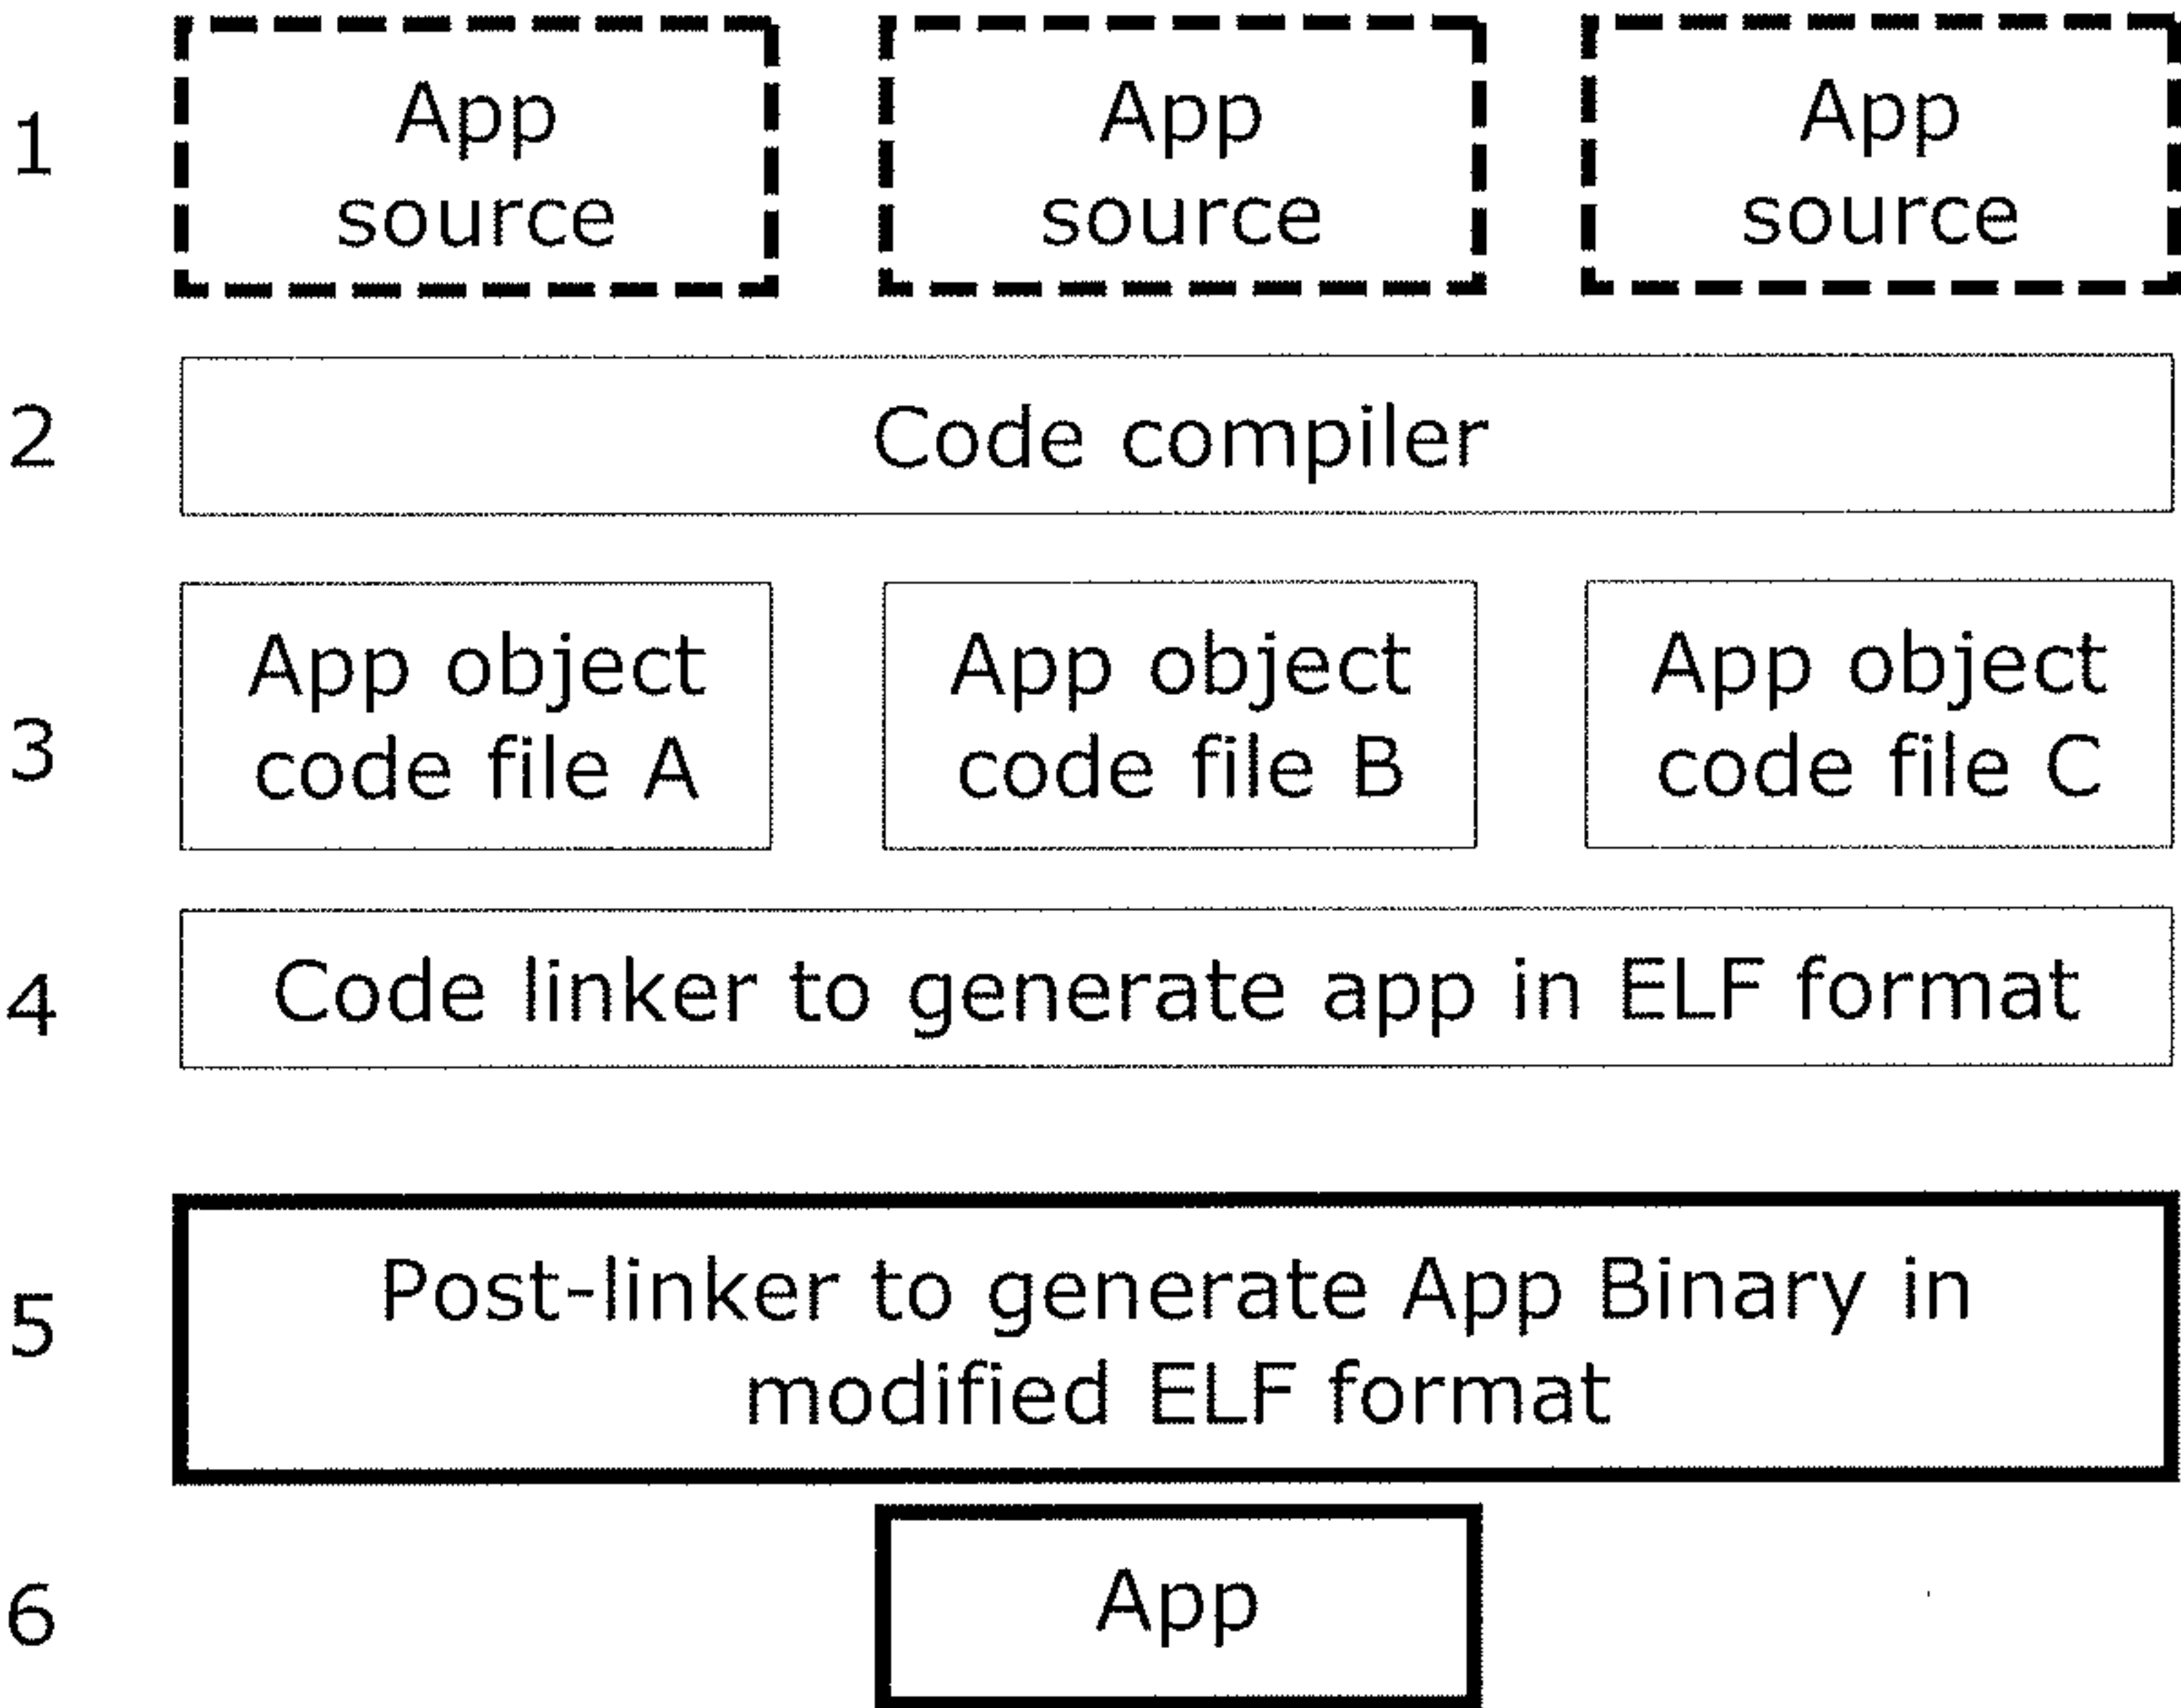 1
App
source
App
source
App
source
2
Code compiler
3
App object
code file A
App object
code file B
App object
code file C
4
Code linker to generate app in ELF format
5
Post-linker to generate App Binary in
modified ELF format
6
App